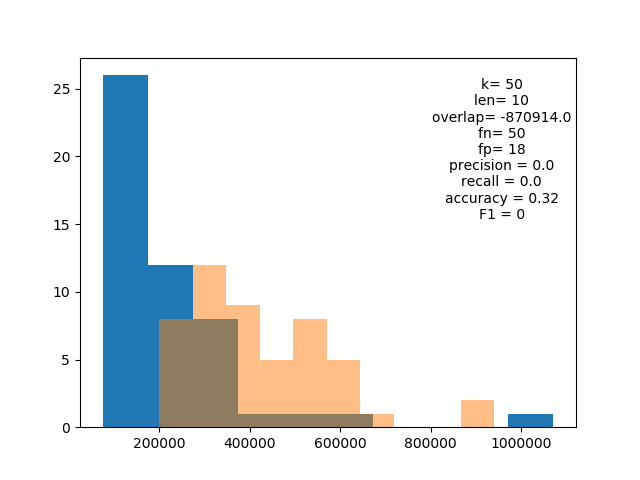 25
20
15
10
5
0
200000 400000 600000 800000 1000000
k= 50
len= 10
overlap= -870914.0
fn= 50
fp= 18
precision = 0.0
recall = 0.0
accuracy = 0.32
F1 = 0